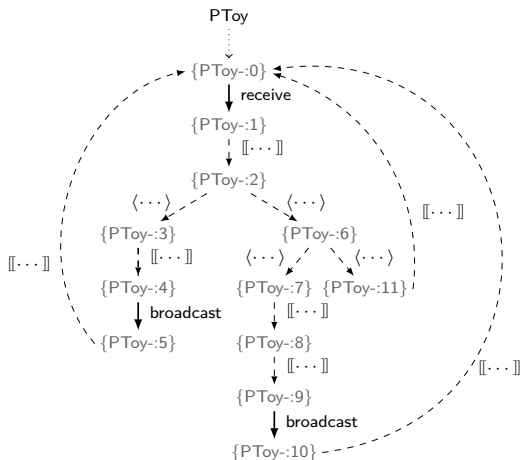 PToy
{PToy-:0}
receive
{PToy-:1}
⟦···⟧
{PToy-:2}
⟨···⟩ ⟨···⟩
⟦···⟧
{PToy-:3} {PToy-:6}
⟦···⟧ ⟨···⟩ ⟨···⟩
⟦···⟧
{PToy-:4} {PToy-:7} {PToy-:11}
broadcast ⟦···⟧
{PToy-:5} {PToy-:8}
⟦···⟧ ⟦···⟧
{PToy-:9}
broadcast
{PToy-:10}